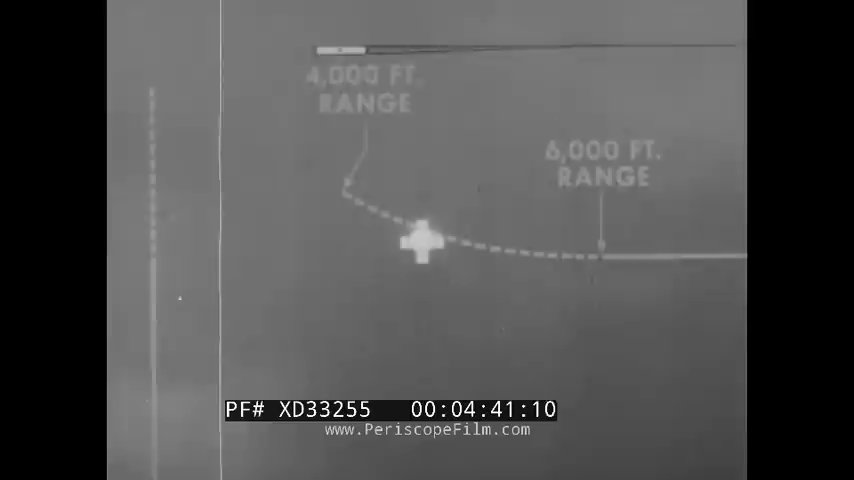 4,000 FT.
RANGE
6,000 FT.
RANGE
PF# XD33255 00:04:41:10
www.PeriscopeFilm.com